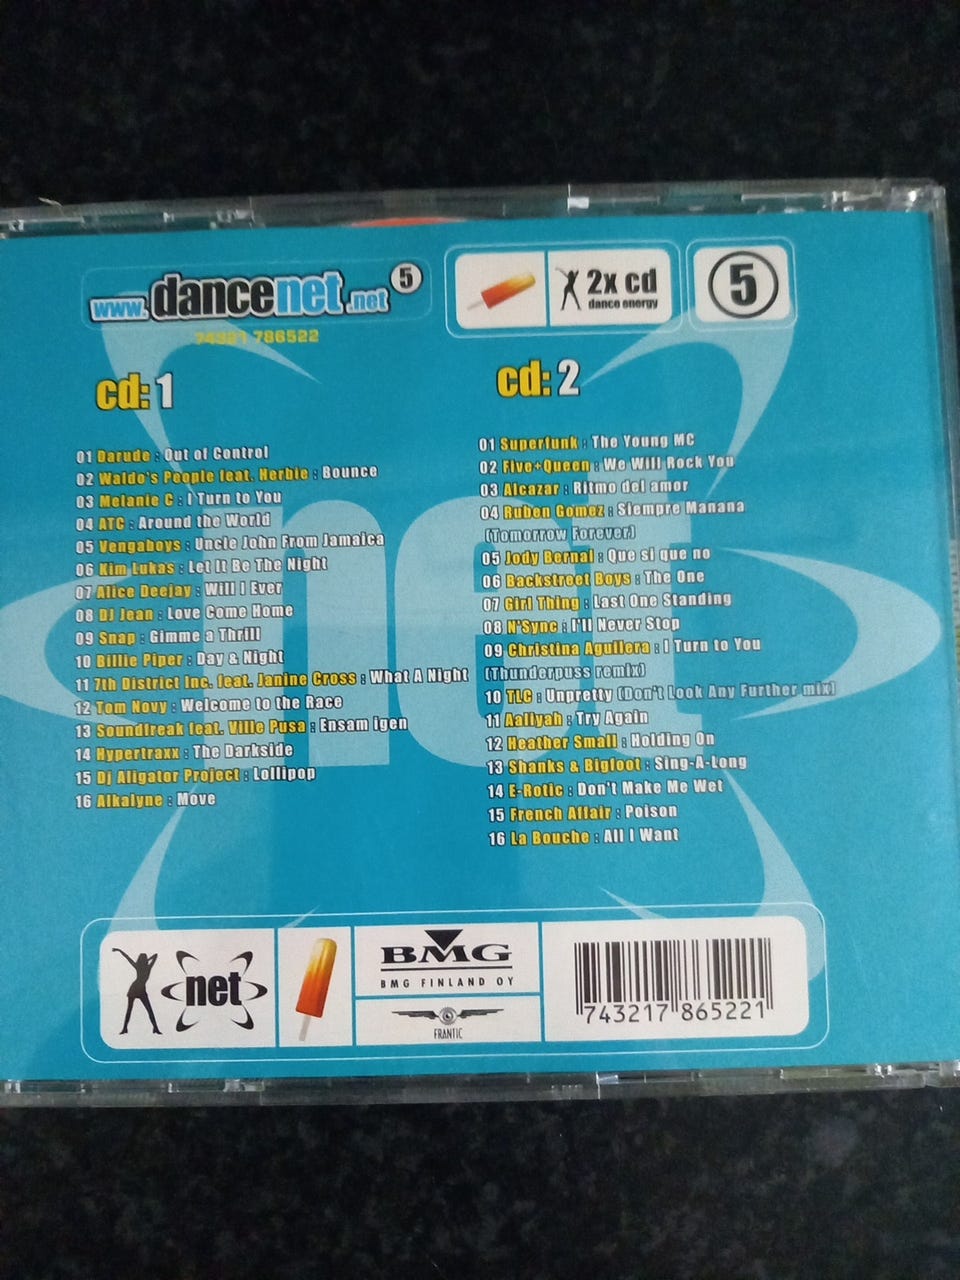 www.dancenet.net 5
2x cd
dance energy
5
74321 786522
cd: 1
01 Darude : Out of Control
02 Waldo's People feat. Herbie : Bounce
03 Melanie C : I Turn to You
04 ATC : Around the World
05 Vengaboys : Uncle John From Jamaica
06 Kim Lukas : Let It Be The Night
07 Alice Deejay : Will I Ever
08 DJ Jean : Love Come Home
09 Snap : Gimme a Thrill
10 Billie Piper : Day & Night
11 7th District Inc. feat. Janine Cross : What A Night
12 Tom Novy : Welcome to the Race
13 Soundfreak feat. Ville Pusa : Ensam igen
14 Hypertraxx : The Darkside
15 Dj Aligator Project : Lollipop
16 Alkalyne : Move
cd: 2
01 Superfunk : The Young MC
02 Five+Queen : We Will Rock You
03 Alcazar : Ritmo del amor
04 Ruben Gomez : Siempre Manana
(Tomorrow Forever)
05 Jody Bernal : Que si que no
06 Backstreet Boys : The One
07 Girl Thing : Last One Standing
08 N'Sync : I'll Never Stop
09 Christina Aguilera : I Turn to You
(Thunderpuss remix)
10 TLC : Unpretty (Don't Look Any Further mix)
11 Aaliyah : Try Again
12 Heather Small : Holding On
13 Shanks & Bigfoot : Sing-A-Long
14 E-Rotic : Don't Make Me Wet
15 French Affair : Poison
16 La Bouche : All I Want
net
net
BMG
BMG FINLAND OY
FRANTIC
743217 865221